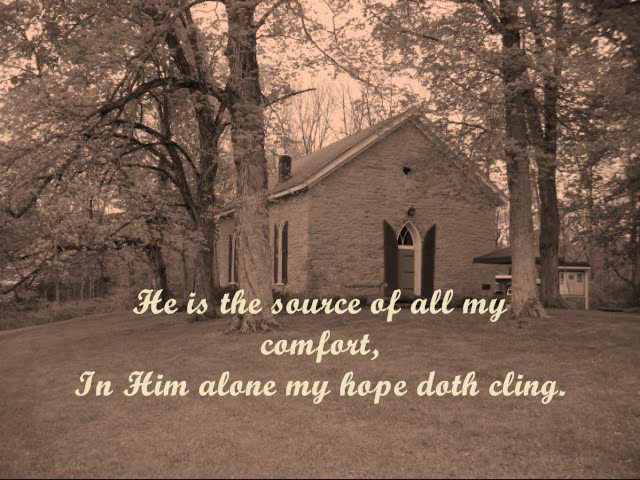 He is the source of all my
comfort,
In Him alone my hope doth cling.